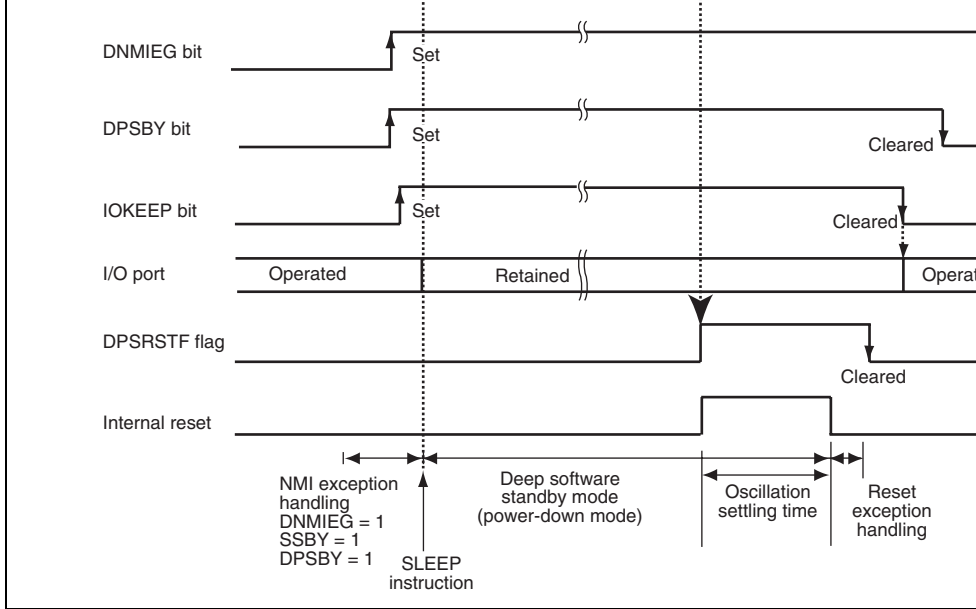 DNMIEG bit
Set
DPSBY bit
Set
Cleared
IOKEEP bit
Set
Cleared
I/O port
Operated
Retained
Operat
DPSRSTF flag
Cleared
Internal reset
NMI exception
handling
DNMIEG = 1
SSBY = 1
DPSBY = 1
SLEEP
instruction
Deep software
standby mode
(power-down mode)
Oscillation
settling time
Reset
exception
handling